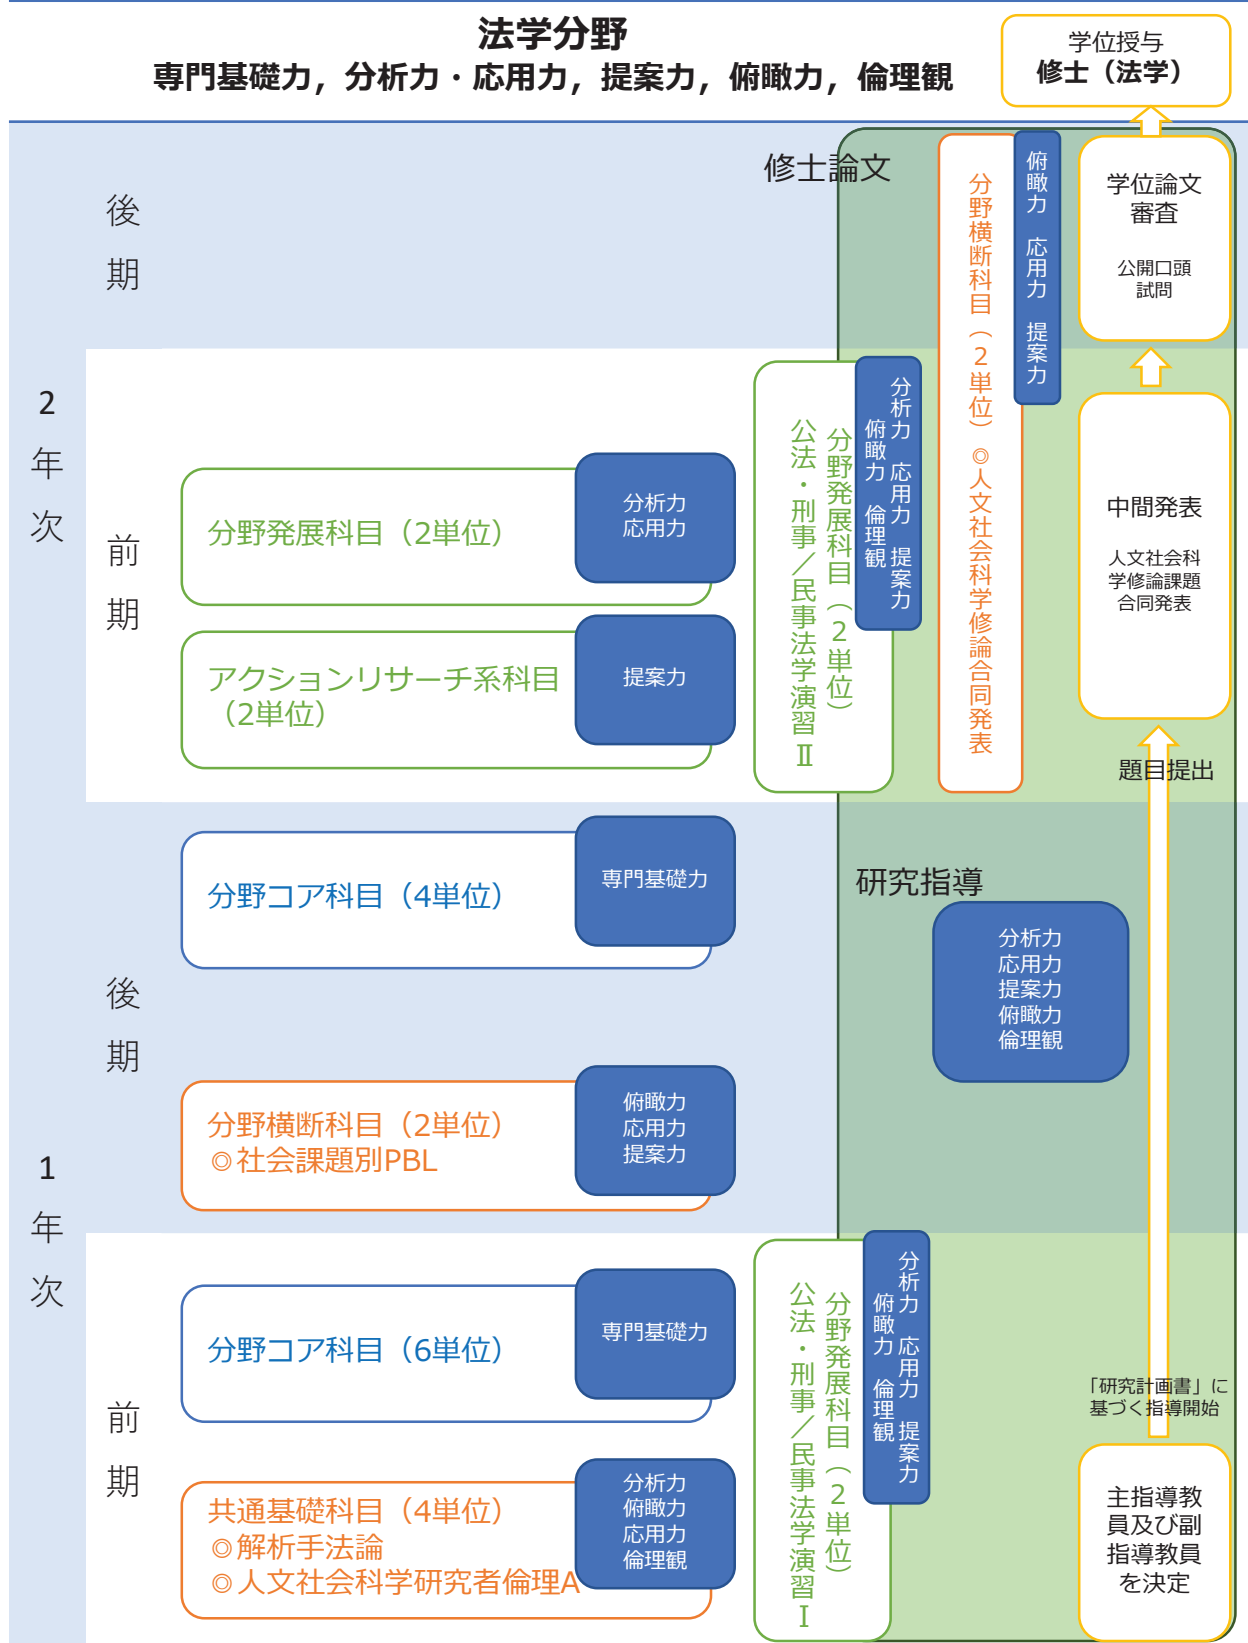 法学分野
専門基礎力，分析力・応用力，提案力，俯瞰力，倫理観
学位授与
修士（法学）
2
年
次
後
期
修士論文
分野横断科目（2単位）◎人文社会科学修論合同発表
俯瞰力　応用力　提案力
学位論文
審査
公開口頭
試問
前
期
分野発展科目（2単位）
分析力
応用力
アクションリサーチ系科目
（2単位）
提案力
分野発展科目（2単位）
公法・刑事／民事法学演習Ⅱ
分析力　応用力　提案力
俯瞰力　倫理観
中間発表
人文社会科
学修論課題
合同発表
題目提出
1
年
次
後
期
分野コア科目（4単位）
専門基礎力
研究指導
分析力
応用力
提案力
俯瞰力
倫理観
分野横断科目（2単位）
◎社会課題別PBL
俯瞰力
応用力
提案力
前
期
分野コア科目（6単位）
専門基礎力
共通基礎科目（4単位）
◎解析手法論
◎人文社会科学研究者倫理A
分析力
俯瞰力
応用力
倫理観
分野発展科目（2単位）
公法・刑事／民事法学演習Ⅰ
分析力　応用力　提案力
俯瞰力　倫理観
「研究計画書」に
基づく指導開始
主指導教
員及び副
指導教員
を決定